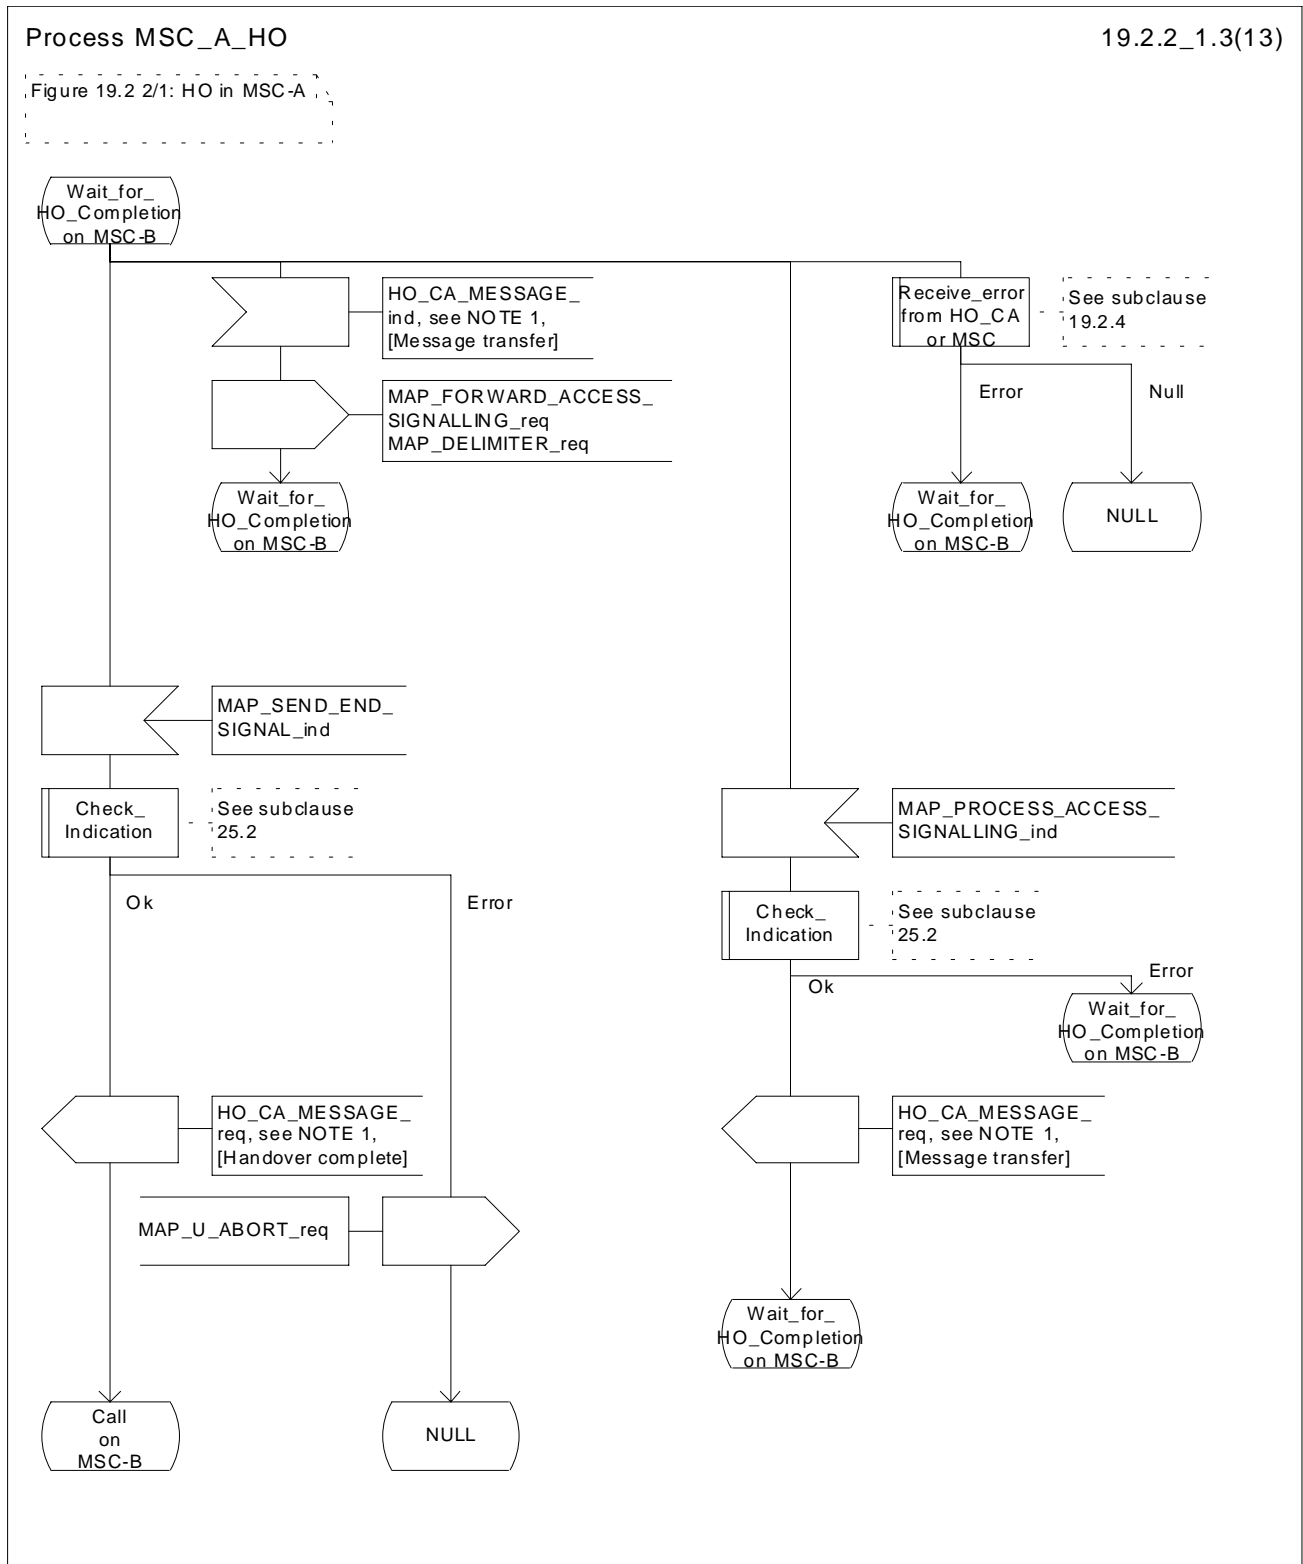 Process MSC_A_HO
19.2.2_1.3(13)
Figure 19.2 2/1: HO in MSC-A
Wait_for_
HO_Completion
on MSC-B
HO_CA_MESSAGE_
ind, see NOTE 1,
[Message transfer]
Receive_error
from HO_CA
or MSC
See subclause
19.2.4
MAP_FORWARD_ACCESS_
SIGNALLING_req
MAP_DELIMITER_req
Error
Null
Wait_for_
HO_Completion
on MSC-B
Wait_for_
HO_Completion
on MSC-B
NULL
MAP_SEND_END_
SIGNAL_ind
Check_
Indication
See subclause
25.2
MAP_PROCESS_ACCESS_
SIGNALLING_ind
Ok
Error
Check_
Indication
See subclause
25.2
Ok
Error
Wait_for_
HO_Completion
on MSC-B
HO_CA_MESSAGE_
req, see NOTE 1,
[Handover complete]
HO_CA_MESSAGE_
req, see NOTE 1,
[Message transfer]
MAP_U_ABORT_req
Wait_for_
HO_Completion
on MSC-B
Call
on
MSC-B
NULL